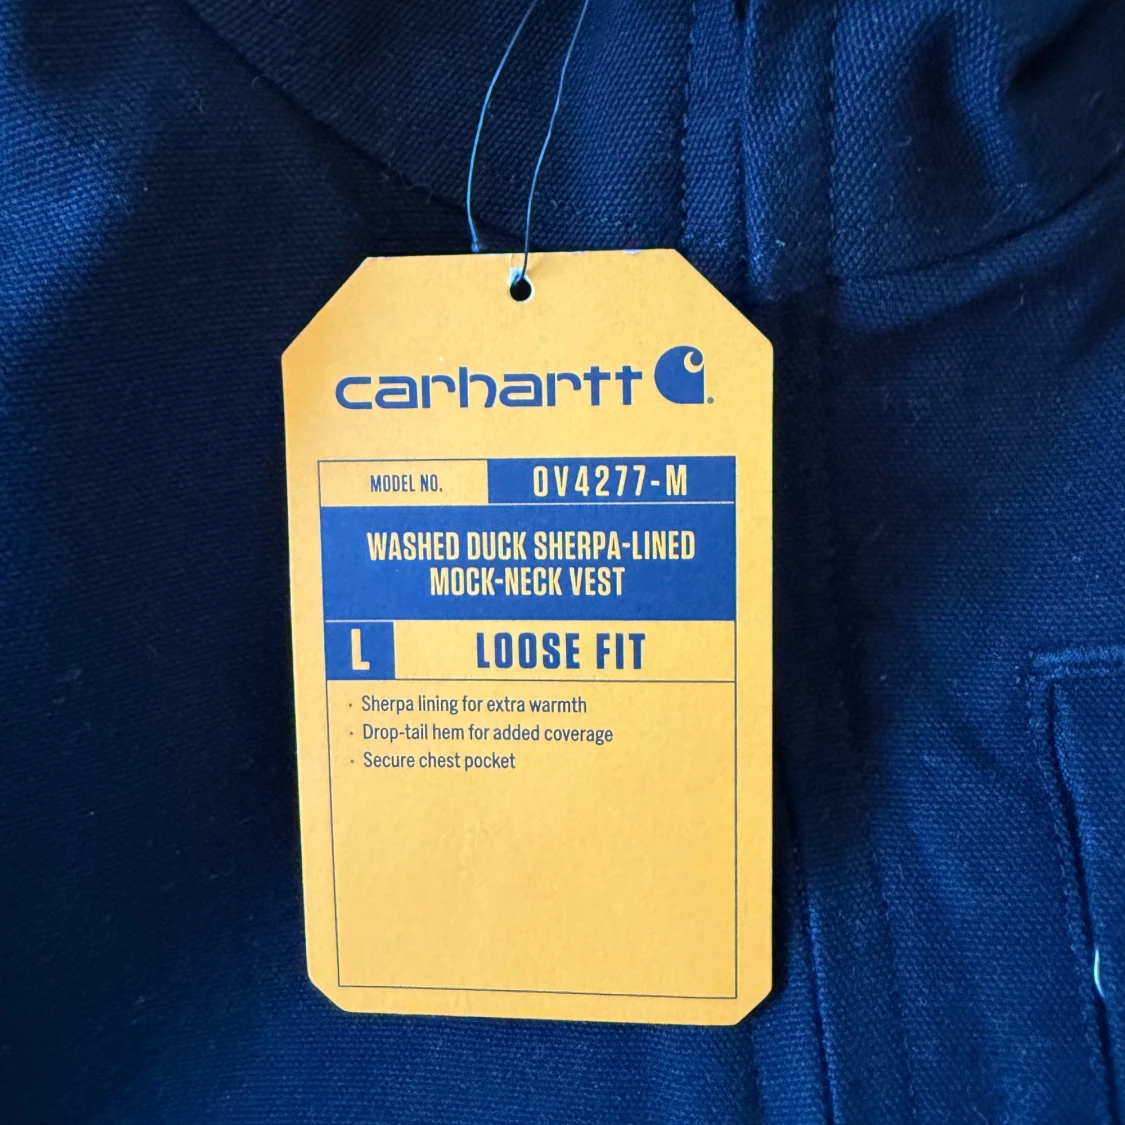 carhartt
MODEL NO. OV4277-M
WASHED DUCK SHERPA-LINED
MOCK-NECK VEST
L LOOSE FIT
· Sherpa lining for extra warmth
· Drop-tail hem for added coverage
· Secure chest pocket